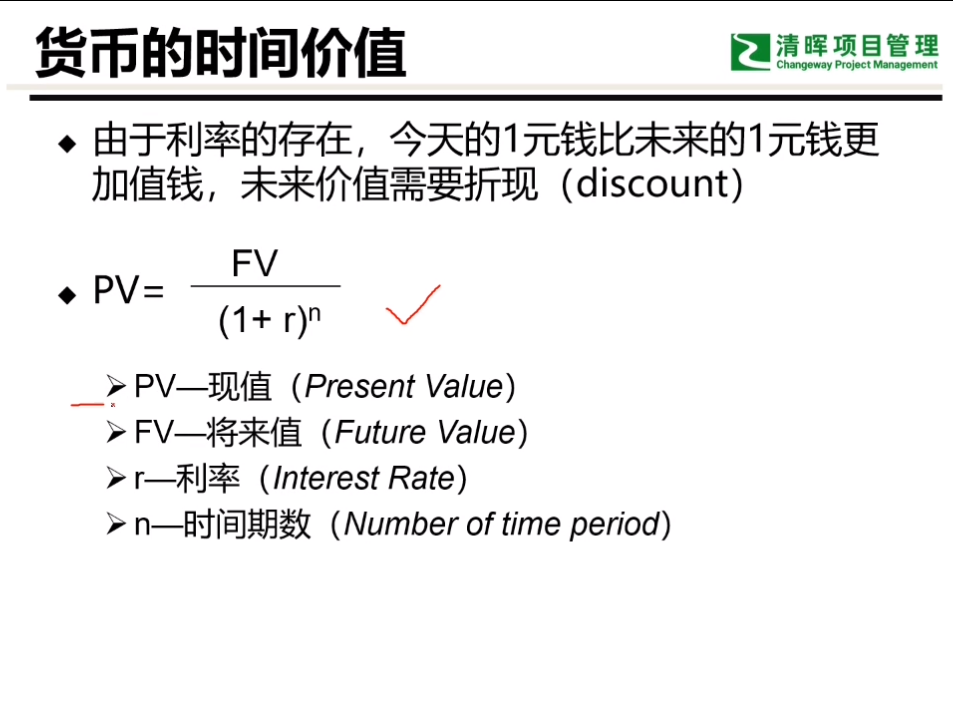 货币的时间价值
清晖项目管理
Changeway Project Management
由于利率的存在，今天的1元钱比未来的1元钱更
加值钱，未来价值需要折现（discount）
FV
PV=
(1+ r)ⁿ
PV—现值（Present Value）
FV—将来值（Future Value）
r—利率（Interest Rate）
n—时间期数（Number of time period）